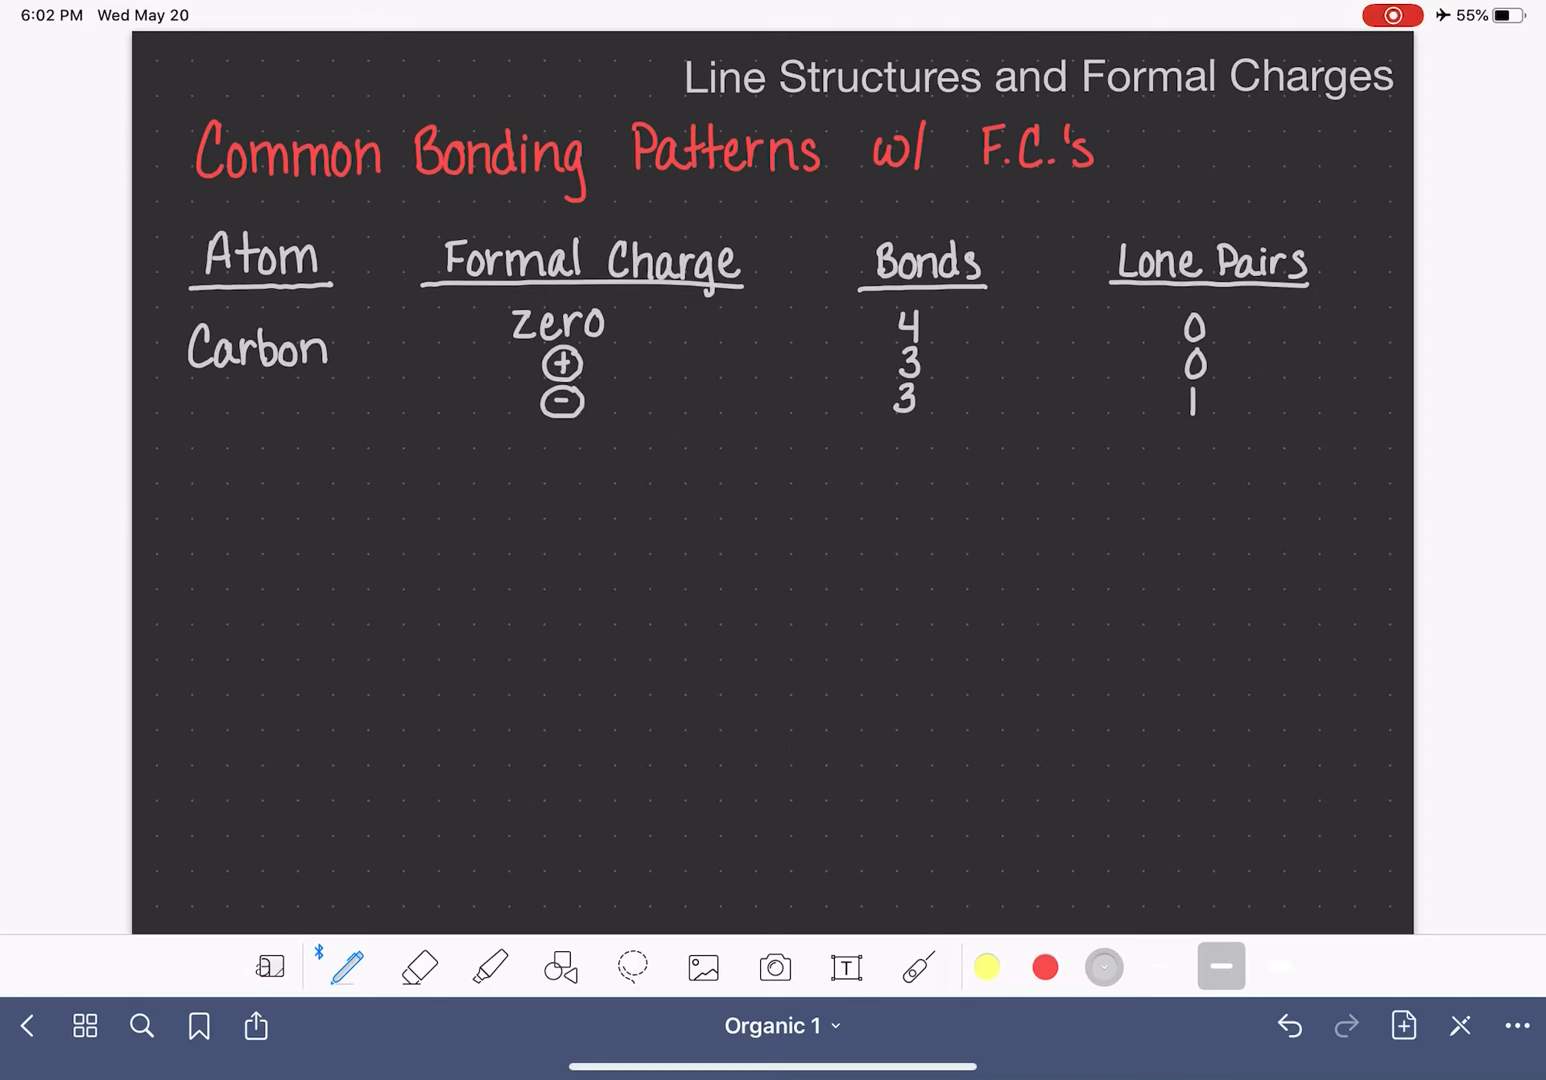 6:02 PM Wed May 20
55%
Line Structures and Formal Charges
Common Bonding Patterns w/ F.C.'s
Atom Formal Charge Bonds Lone Pairs
Carbon zero 4 0
+ 3 0
- 3 1
T
Organic 1